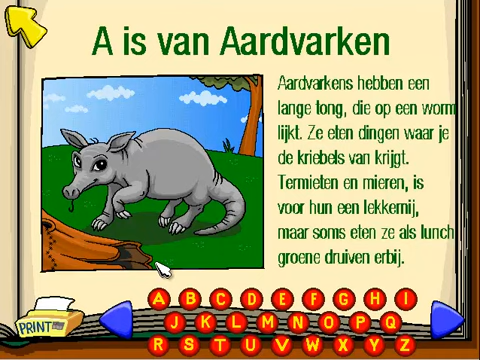 A is van Aardvarken
Aardvarkens hebben een
lange tong, die op een worm
lijkt. Ze eten dingen waar je
de kriebels van krijgt.
Termieten en mieren, is
voor hun een lekkernij,
maar soms eten ze als lunch
groene druiven erbij.
PRINT
A B C D E F G H I
J K L M N O P Q
R S T U V W X Y Z